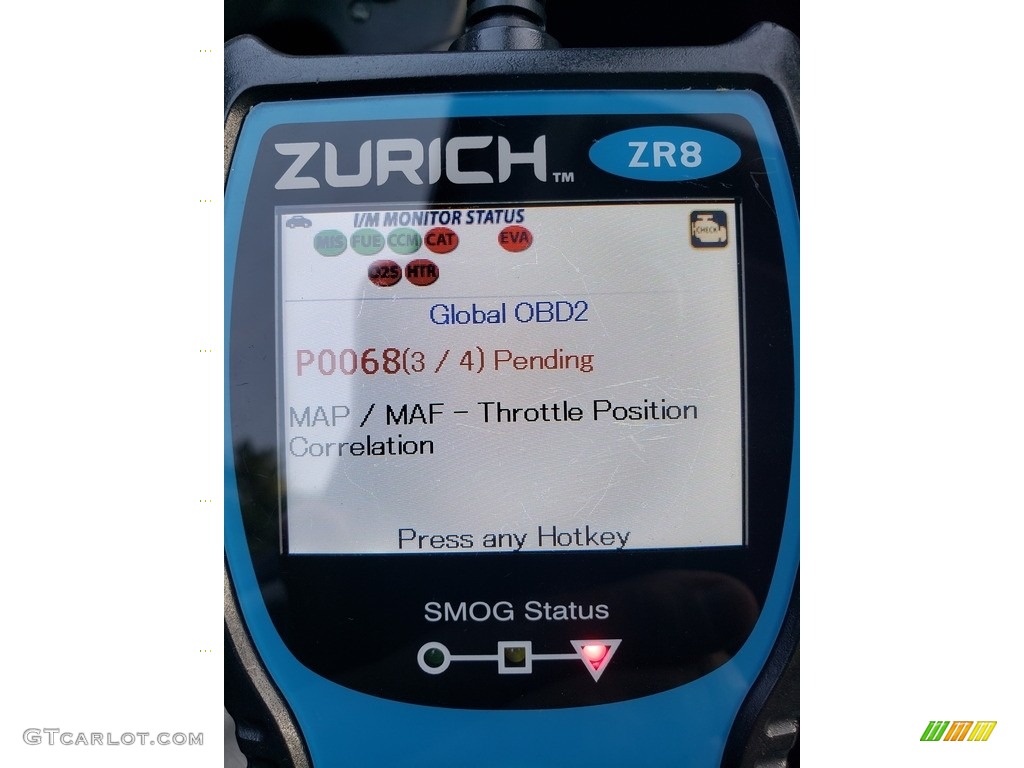 ZURICH™ ZR8
I/M MONITOR STATUS
CHECK
MIS FUE CCM CAT EVA
O2S HTR
Global OBD2
P0068(3 / 4) Pending
MAP / MAF - Throttle Position
Correlation
Press any Hotkey
SMOG Status
GTCARLOT.COM